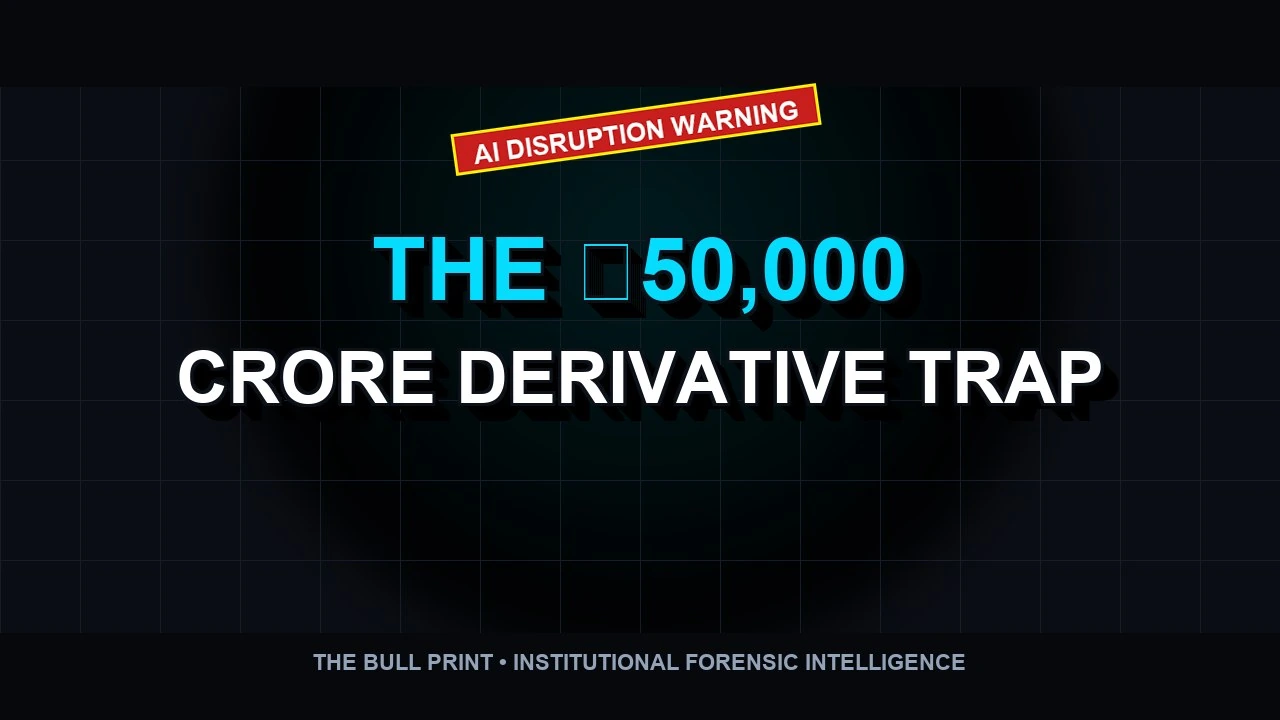 AI DISRUPTION WARNING
THE □50,000
CRORE DERIVATIVE TRAP
THE BULL PRINT • INSTITUTIONAL FORENSIC INTELLIGENCE